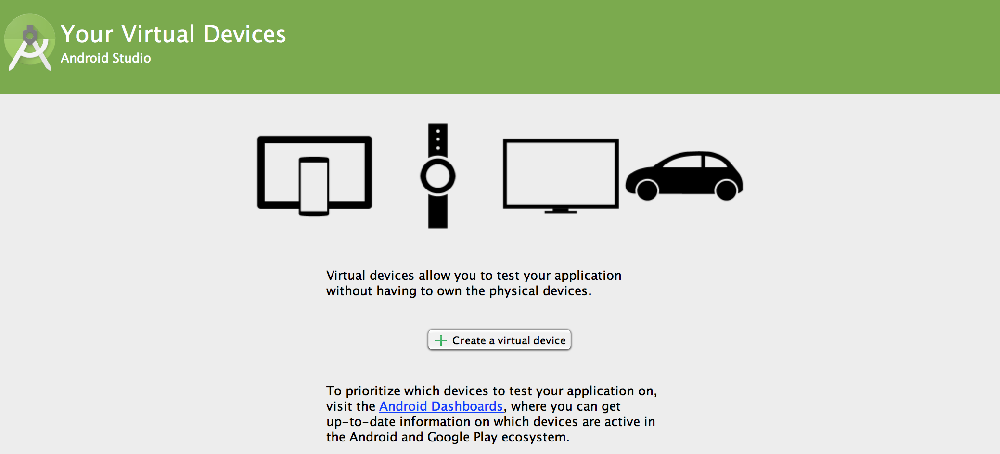 Your Virtual Devices
Android Studio
Virtual devices allow you to test your application
without having to own the physical devices.
Create a virtual device
To prioritize which devices to test your application on,
visit the Android Dashboards, where you can get
up-to-date information on which devices are active in
the Android and Google Play ecosystem.